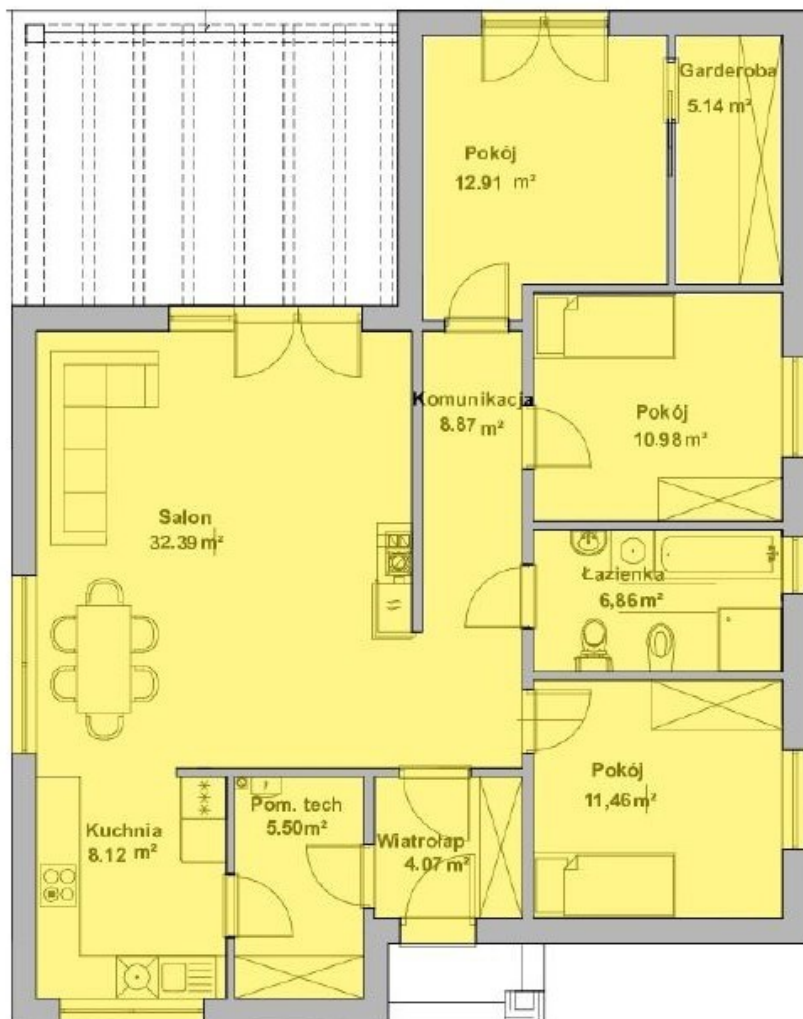 Garderoba
5.14 m²
Pokój
12.91 m²
Komunikacja
8.87 m²
Pokój
10.98 m²
Salon
32.39 m²
Łazienka
6,86 m²
Pokój
11,46 m²
Kuchnia
8.12 m²
Pom. tech
5.50 m²
Wiatrołap
4.07 m²